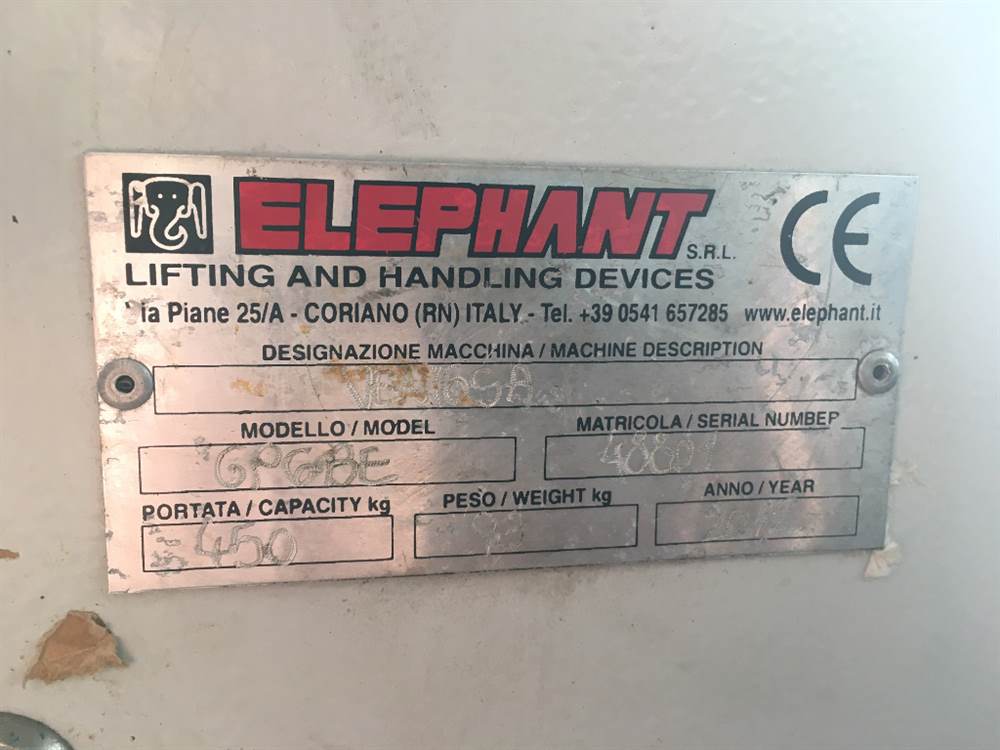 ELEPHANT S.R.L. CE
LIFTING AND HANDLING DEVICES
ia Piane 25/A - CORIANO (RN) ITALY - Tel. +39 0541 657285 www.elephant.it
DESIGNAZIONE MACCHINA / MACHINE DESCRIPTION
MODELLO / MODEL MATRICOLA / SERIAL NUMBER
GPGBE
PORTATA / CAPACITY kg PESO / WEIGHT kg ANNO / YEAR
450